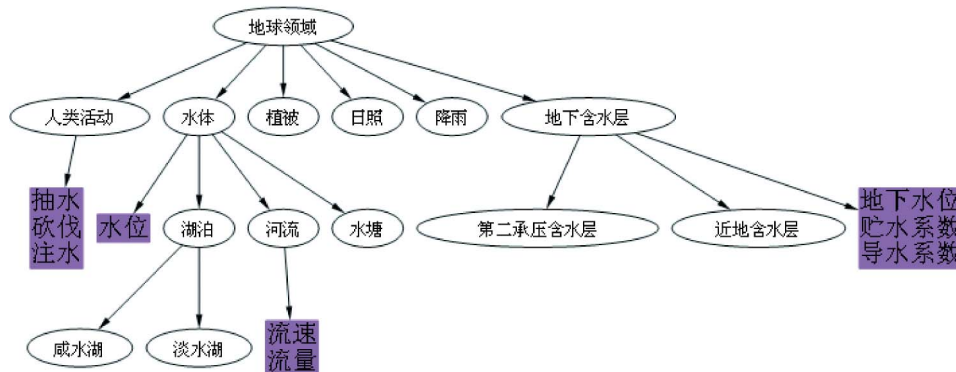 地球领域
人类活动
水体
植被
日照
降雨
地下含水层
抽水
砍伐
注水
水位
湖泊
河流
水塘
第二承压含水层
近地含水层
地下水位
贮水系数
导水系数
咸水湖
淡水湖
流速
流量